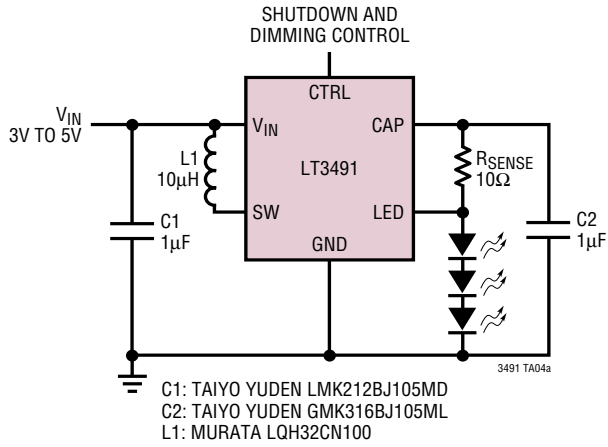 SHUTDOWN AND
DIMMING CONTROL
VIN
3V TO 5V
CTRL
VIN
CAP
L1
10µH
LT3491
RSENSE
10Ω
SW
LED
C1
1µF
GND
C2
1µF
3491 TA04a
C1: TAIYO YUDEN LMK212BJ105MD
C2: TAIYO YUDEN GMK316BJ105ML
L1: MURATA LQH32CN100